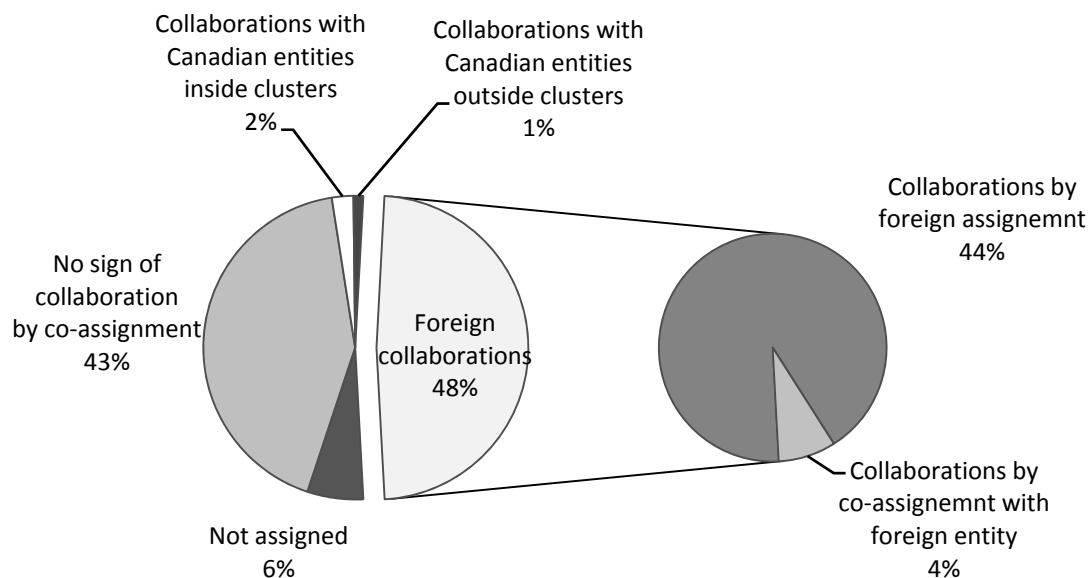 Collaborations with
Canadian entities
inside clusters
2%
Collaborations with
Canadian entities
outside clusters
1%
Collaborations by
foreign assignemnt
44%
No sign of
collaboration
by co-assignment
43%
Foreign
collaborations
48%
Collaborations by
co-assignemnt with
foreign entity
4%
Not assigned
6%